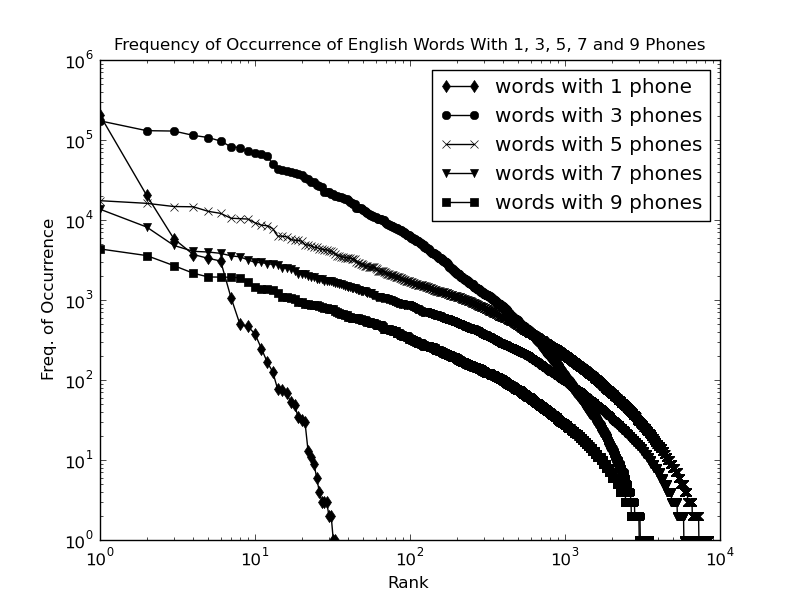 Frequency of Occurrence of English Words With 1, 3, 5, 7 and 9 Phones
words with 1 phone
words with 3 phones
words with 5 phones
words with 7 phones
words with 9 phones
Freq. of Occurrence
10^6
10^5
10^4
10^3
10^2
10^1
10^0
10^0 10^1 10^2 10^3 10^4
Rank